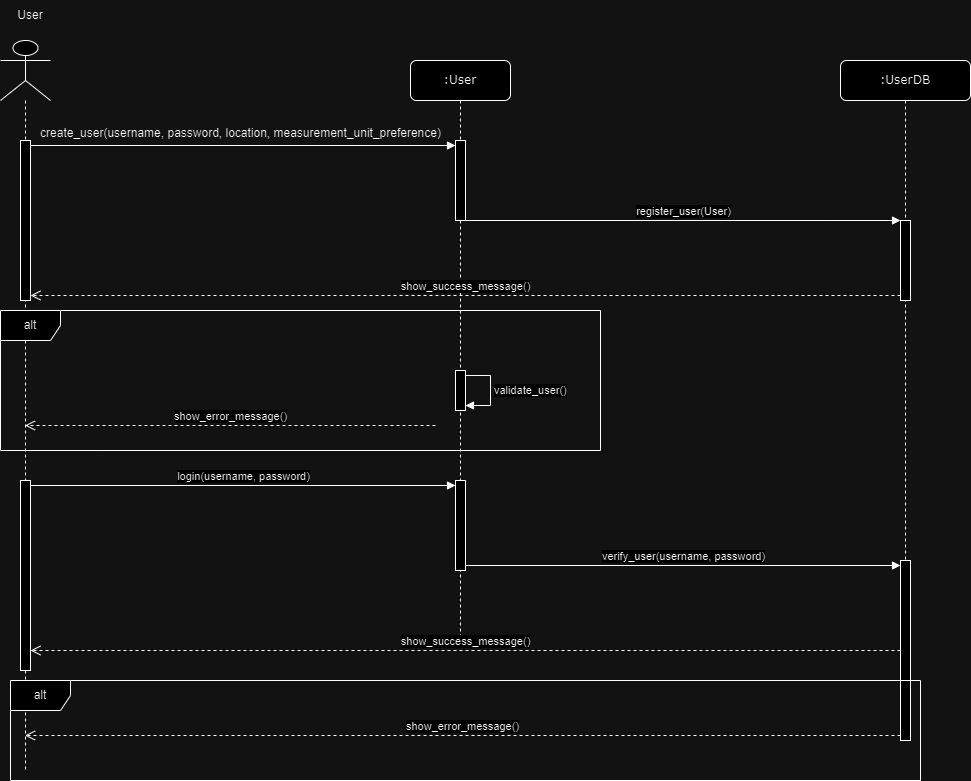 User
:User
:UserDB
create_user(username, password, location, measurement_unit_preference)
register_user(User)
show_success_message()
alt
validate_user()
show_error_message()
login(username, password)
verify_user(username, password)
show_success_message()
alt
show_error_message()